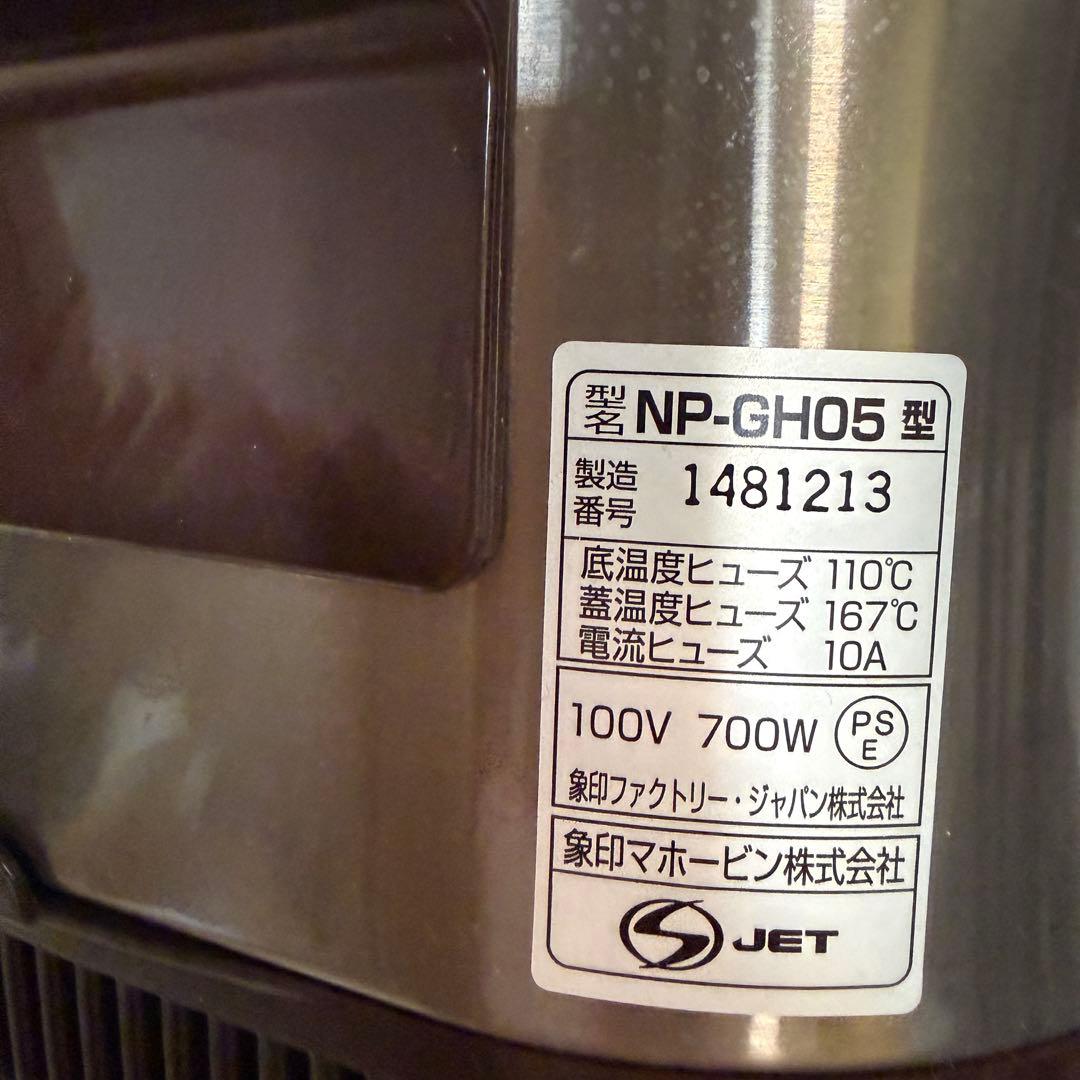 型名 NP-GH05 型
製造番号 1481213
底温度ヒューズ 110℃
蓋温度ヒューズ 167℃
電流ヒューズ 10A
100V 700W PSE
象印ファクトリー・ジャパン株式会社
象印マホービン株式会社
JET